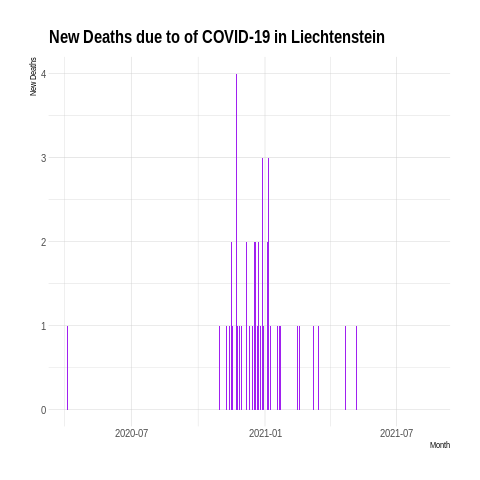 New Deaths due to of COVID-19 in Liechtenstein
New Deaths
4
3
2
1
0
2020-07
2021-01
2021-07
Month